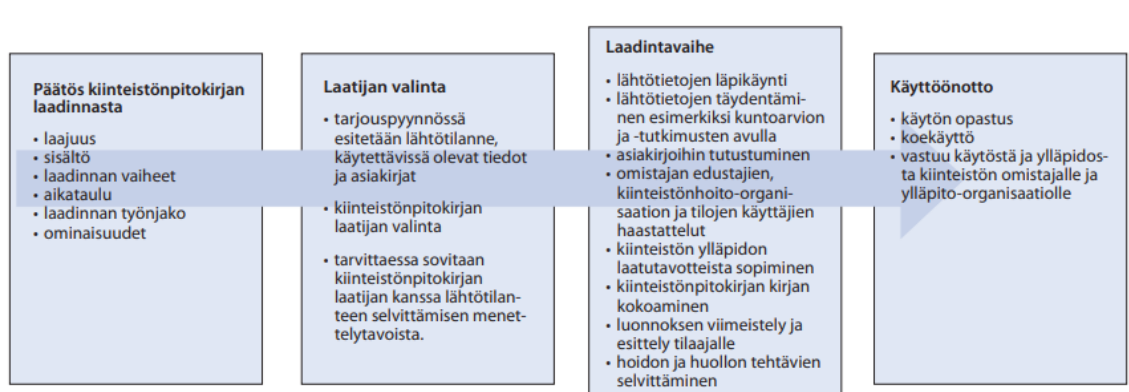 Päätös kiinteistönpitokirjan
laadinnasta
• laajuus
• sisältö
• laadinnan vaiheet
• aikataulu
• laadinnan työnjako
• ominaisuudet
Laatijan valinta
• tarjouspyynnössä
esitetään lähtötilanne,
käytettävissä olevat tiedot
ja asiakirjat
• kiinteistönpitokirjan
laatijan valinta
• tarvittaessa sovitaan
kiinteistönpitokirjan
laatijan kanssa lähtötilan-
teen selvittämisen menet-
telytavoista.
Laadintavaihe
• lähtötietojen läpikäynti
• lähtötietojen täydentämi-
nen esimerkiksi kuntoarvion
ja -tutkimusten avulla
• asiakirjoihin tutustuminen
• omistajan edustajien,
kiinteistönhoito-organi-
saation ja tilojen käyttäjien
haastattelut
• kiinteistön ylläpidon
laatutavotteista sopiminen
• kiinteistönpitokirjan kirjan
kokoaminen
• luonnoksen viimeistely ja
esittely tilaajalle
• hoidon ja huollon tehtävien
selvittäminen
Käyttöönotto
• käytön opastus
• koekäyttö
• vastuu käytöstä ja ylläpidos-
ta kiinteistön omistajalle ja
ylläpito-organisaatiolle